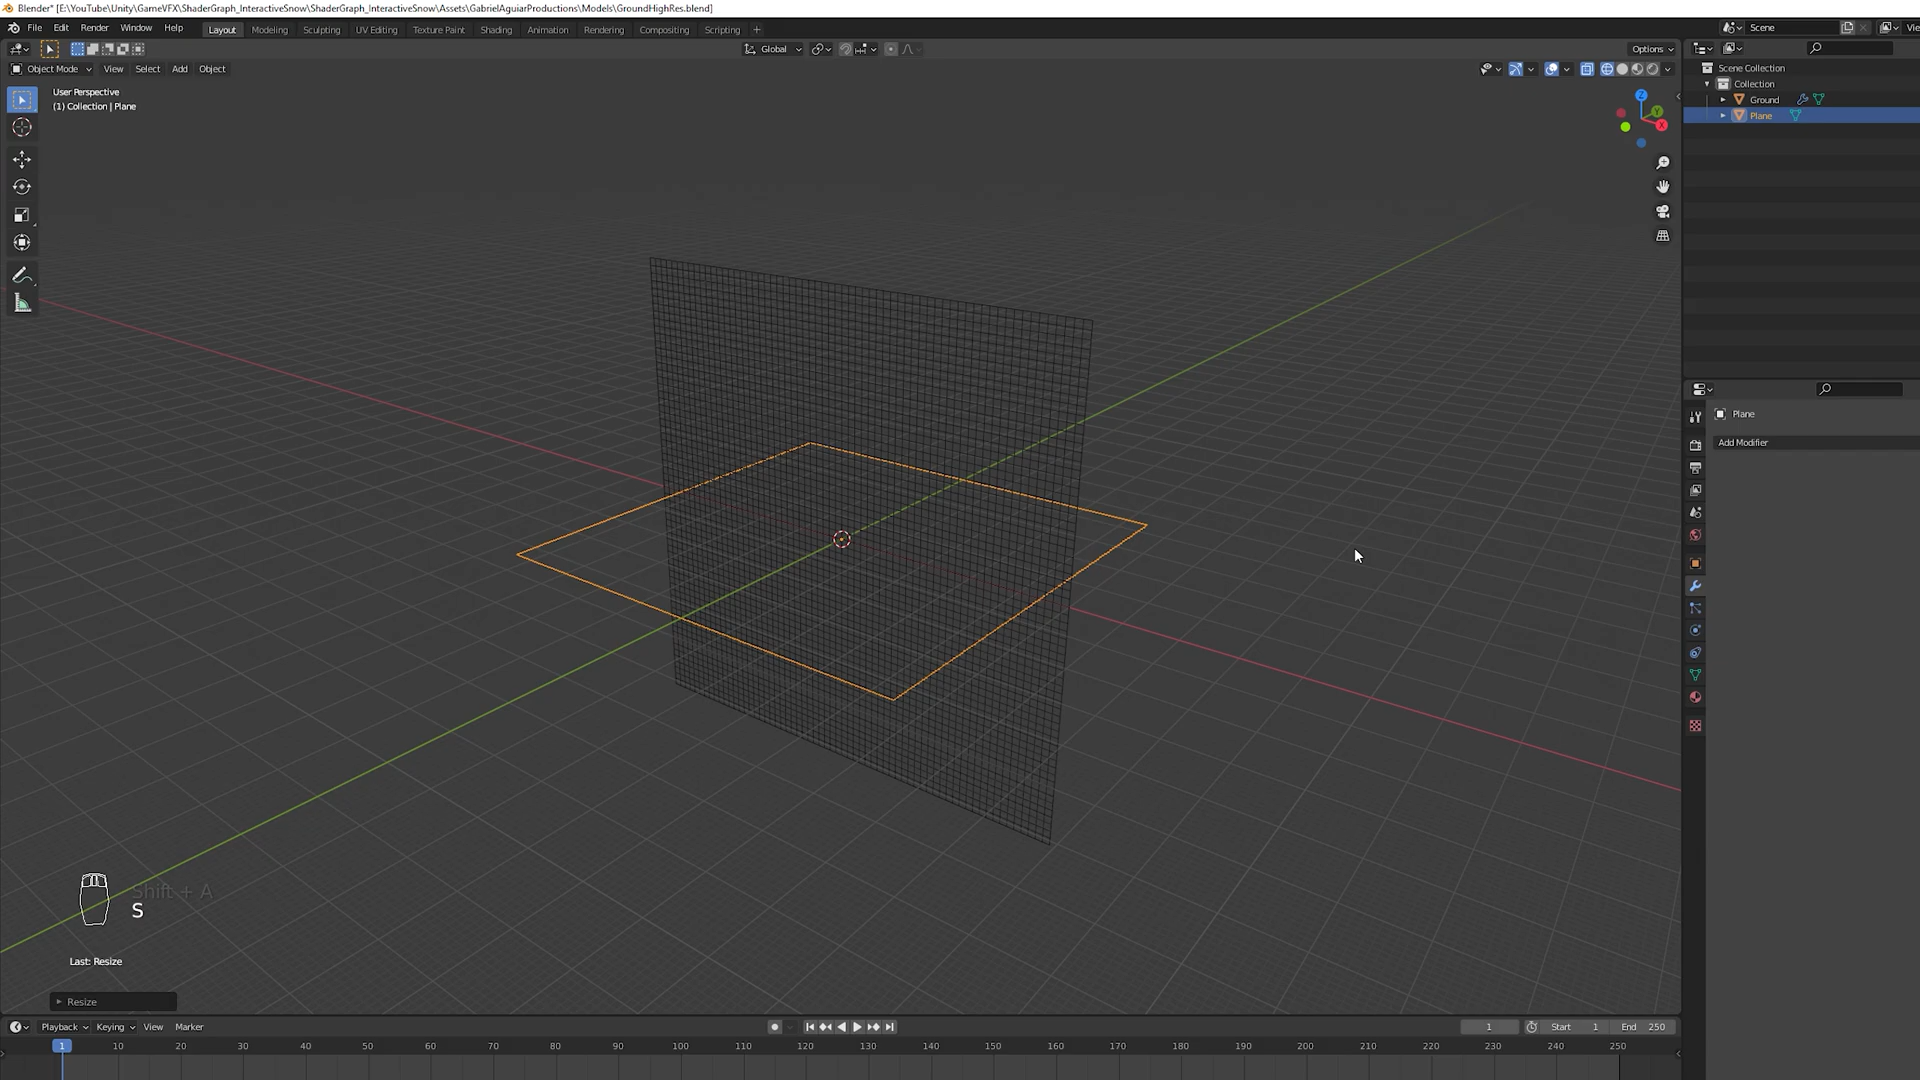 Blender* [E:\YouTube\Unity\GameVFX\ShaderGraph_InteractiveSnow\ShaderGraph_InteractiveSnow\Assets\GabrielAguiarProductions\Models\GroundHighRes.blend]
File Edit Render Window Help Layout Modeling Sculpting UV Editing Texture Paint Shading Animation Rendering Compositing Scripting + Scene Vie
Global Options
Object Mode View Select Add Object
User Perspective
(1) Collection | Plane
Scene Collection
Collection
Ground
Plane
Z
Y
X
Plane
Add Modifier
Shift + A
S
Last: Resize
Resize
Playback Keying View Marker 1 Start 1 End 250
1 10 20 30 40 50 60 70 80 90 100 110 120 130 140 150 160 170 180 190 200 210 220 230 240 250